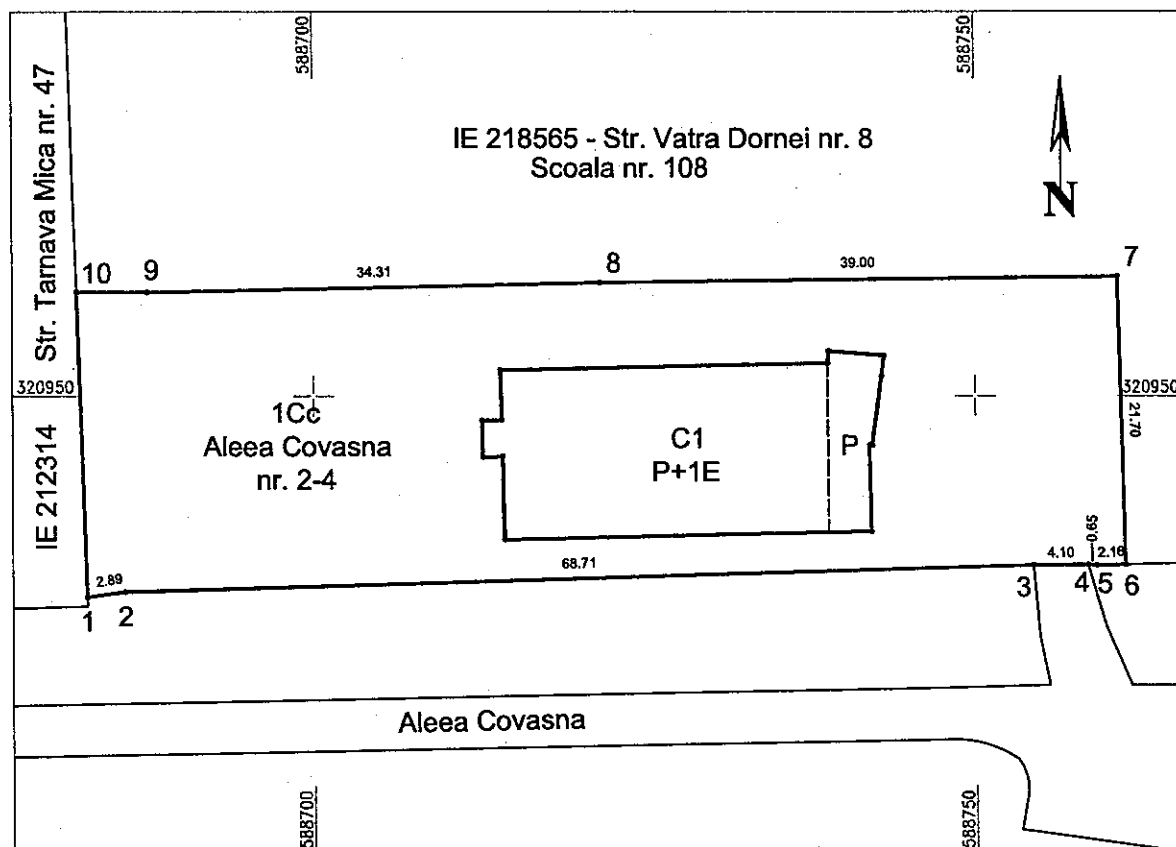 588700
588750
Str. Tarnava Mica nr. 47
IE 218565 - Str. Vatra Dornei nr. 8
Scoala nr. 108
N
10
9
34.31
8
39.00
7
320950
320950
1Cc
Aleea Covasna
nr. 2-4
C1
P+1E
P
21.70
IE 212314
2.89
68.71
4.10
0.65
2.18
1
2
3
4
5
6
Aleea Covasna
588700
588750